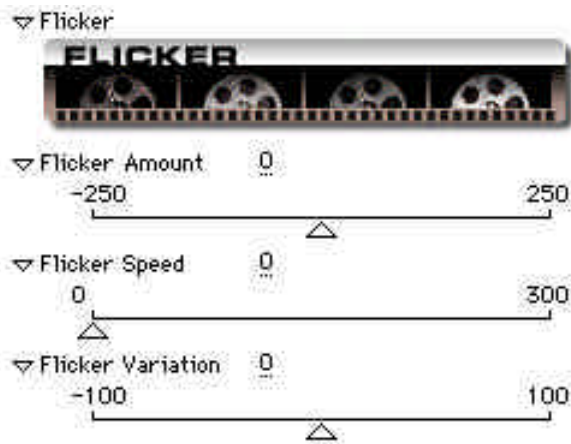 Flicker
FLICKER
Flicker Amount 0
-250 250
Flicker Speed 0
0 300
Flicker Variation 0
-100 100